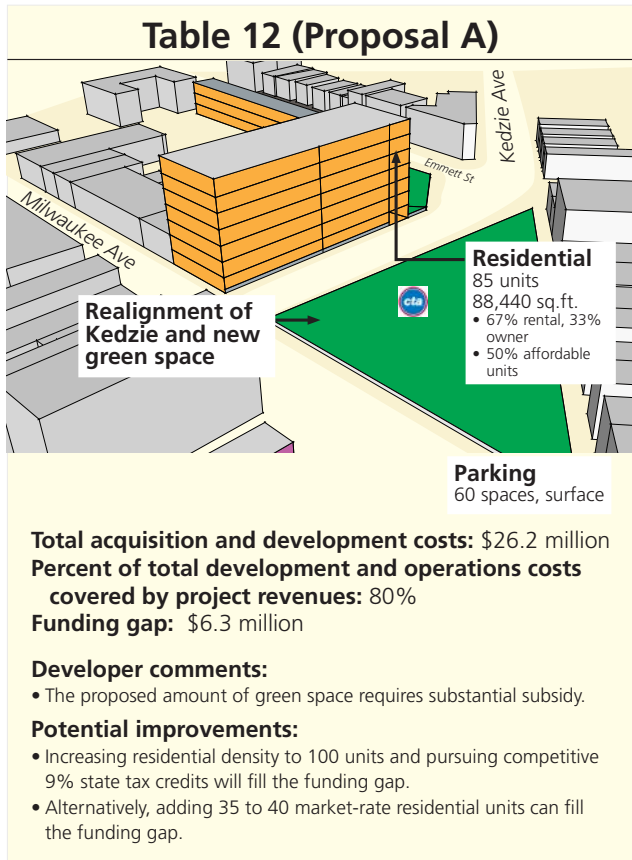 Table 12 (Proposal A)
Kedzie Ave
Emmett St
Milwaukee Ave
Residential
85 units
88,440 sq.ft.
• 67% rental, 33%
owner
• 50% affordable
units
cta
Realignment of
Kedzie and new
green space
Parking
60 spaces, surface
Total acquisition and development costs: $26.2 million
Percent of total development and operations costs
covered by project revenues: 80%
Funding gap: $6.3 million
Developer comments:
• The proposed amount of green space requires substantial subsidy.
Potential improvements:
• Increasing residential density to 100 units and pursuing competitive
9% state tax credits will fill the funding gap.
• Alternatively, adding 35 to 40 market-rate residential units can fill
the funding gap.